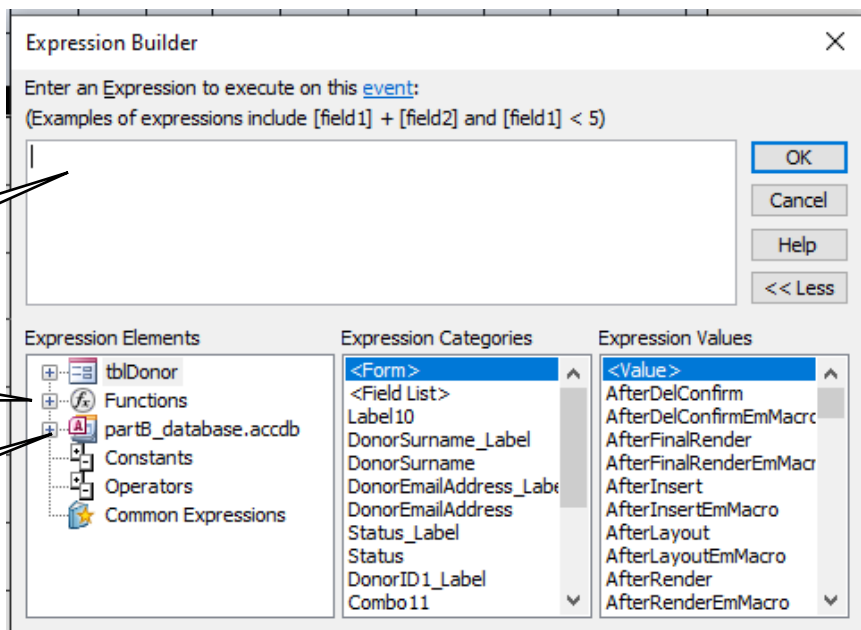 Expression Builder
Enter an Expression to execute on this event:
(Examples of expressions include [field1] + [field2] and [field1] < 5)
OK
Cancel
Help
<< Less
Expression Elements
tblDonor
Functions
partB_database.accdb
Constants
Operators
Common Expressions
Expression Categories
<Form>
<Field List>
Label10
DonorSurname_Label
DonorSurname
DonorEmailAddress_Labe
DonorEmailAddress
Status_Label
Status
DonorID1_Label
Combo11
Expression Values
<Value>
AfterDelConfirm
AfterDelConfirmEmMacrc
AfterFinalRender
AfterFinalRenderEmMacr
AfterInsert
AfterInsertEmMacro
AfterLayout
AfterLayoutEmMacro
AfterRender
AfterRenderEmMacro